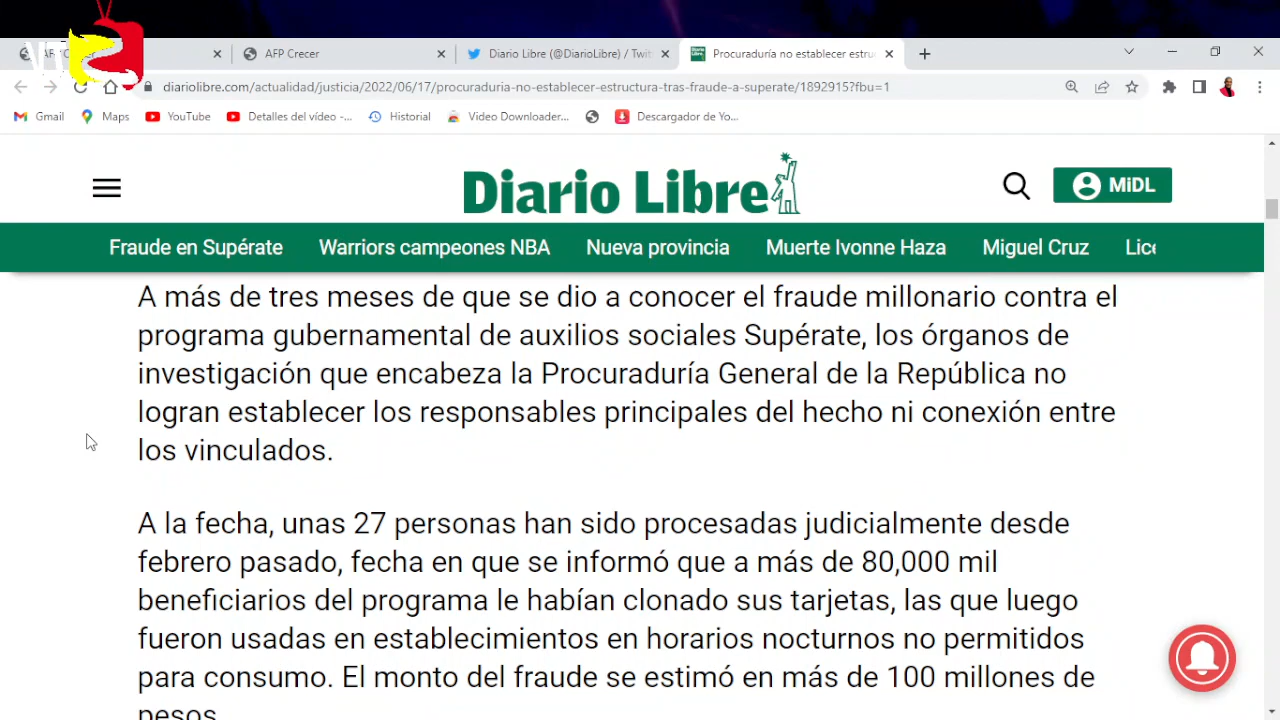 AFP Crecer
Diario Libre (@DiarioLibre) / Twit
Procuraduría no establecer estru
diariolibre.com/actualidad/justicia/2022/06/17/procuraduria-no-establecer-estructura-tras-fraude-a-superate/1892915?fbu=1
Gmail
Maps
YouTube
Detalles del vídeo -...
Historial
Video Downloader...
Descargador de Yo...
Diario Libre
MiDL
Fraude en Supérate
Warriors campeones NBA
Nueva provincia
Muerte Ivonne Haza
Miguel Cruz
Lice
A más de tres meses de que se dio a conocer el fraude millonario contra el
programa gubernamental de auxilios sociales Supérate, los órganos de
investigación que encabeza la Procuraduría General de la República no
logran establecer los responsables principales del hecho ni conexión entre
los vinculados.
A la fecha, unas 27 personas han sido procesadas judicialmente desde
febrero pasado, fecha en que se informó que a más de 80,000 mil
beneficiarios del programa le habían clonado sus tarjetas, las que luego
fueron usadas en establecimientos en horarios nocturnos no permitidos
para consumo. El monto del fraude se estimó en más de 100 millones de
pesos.